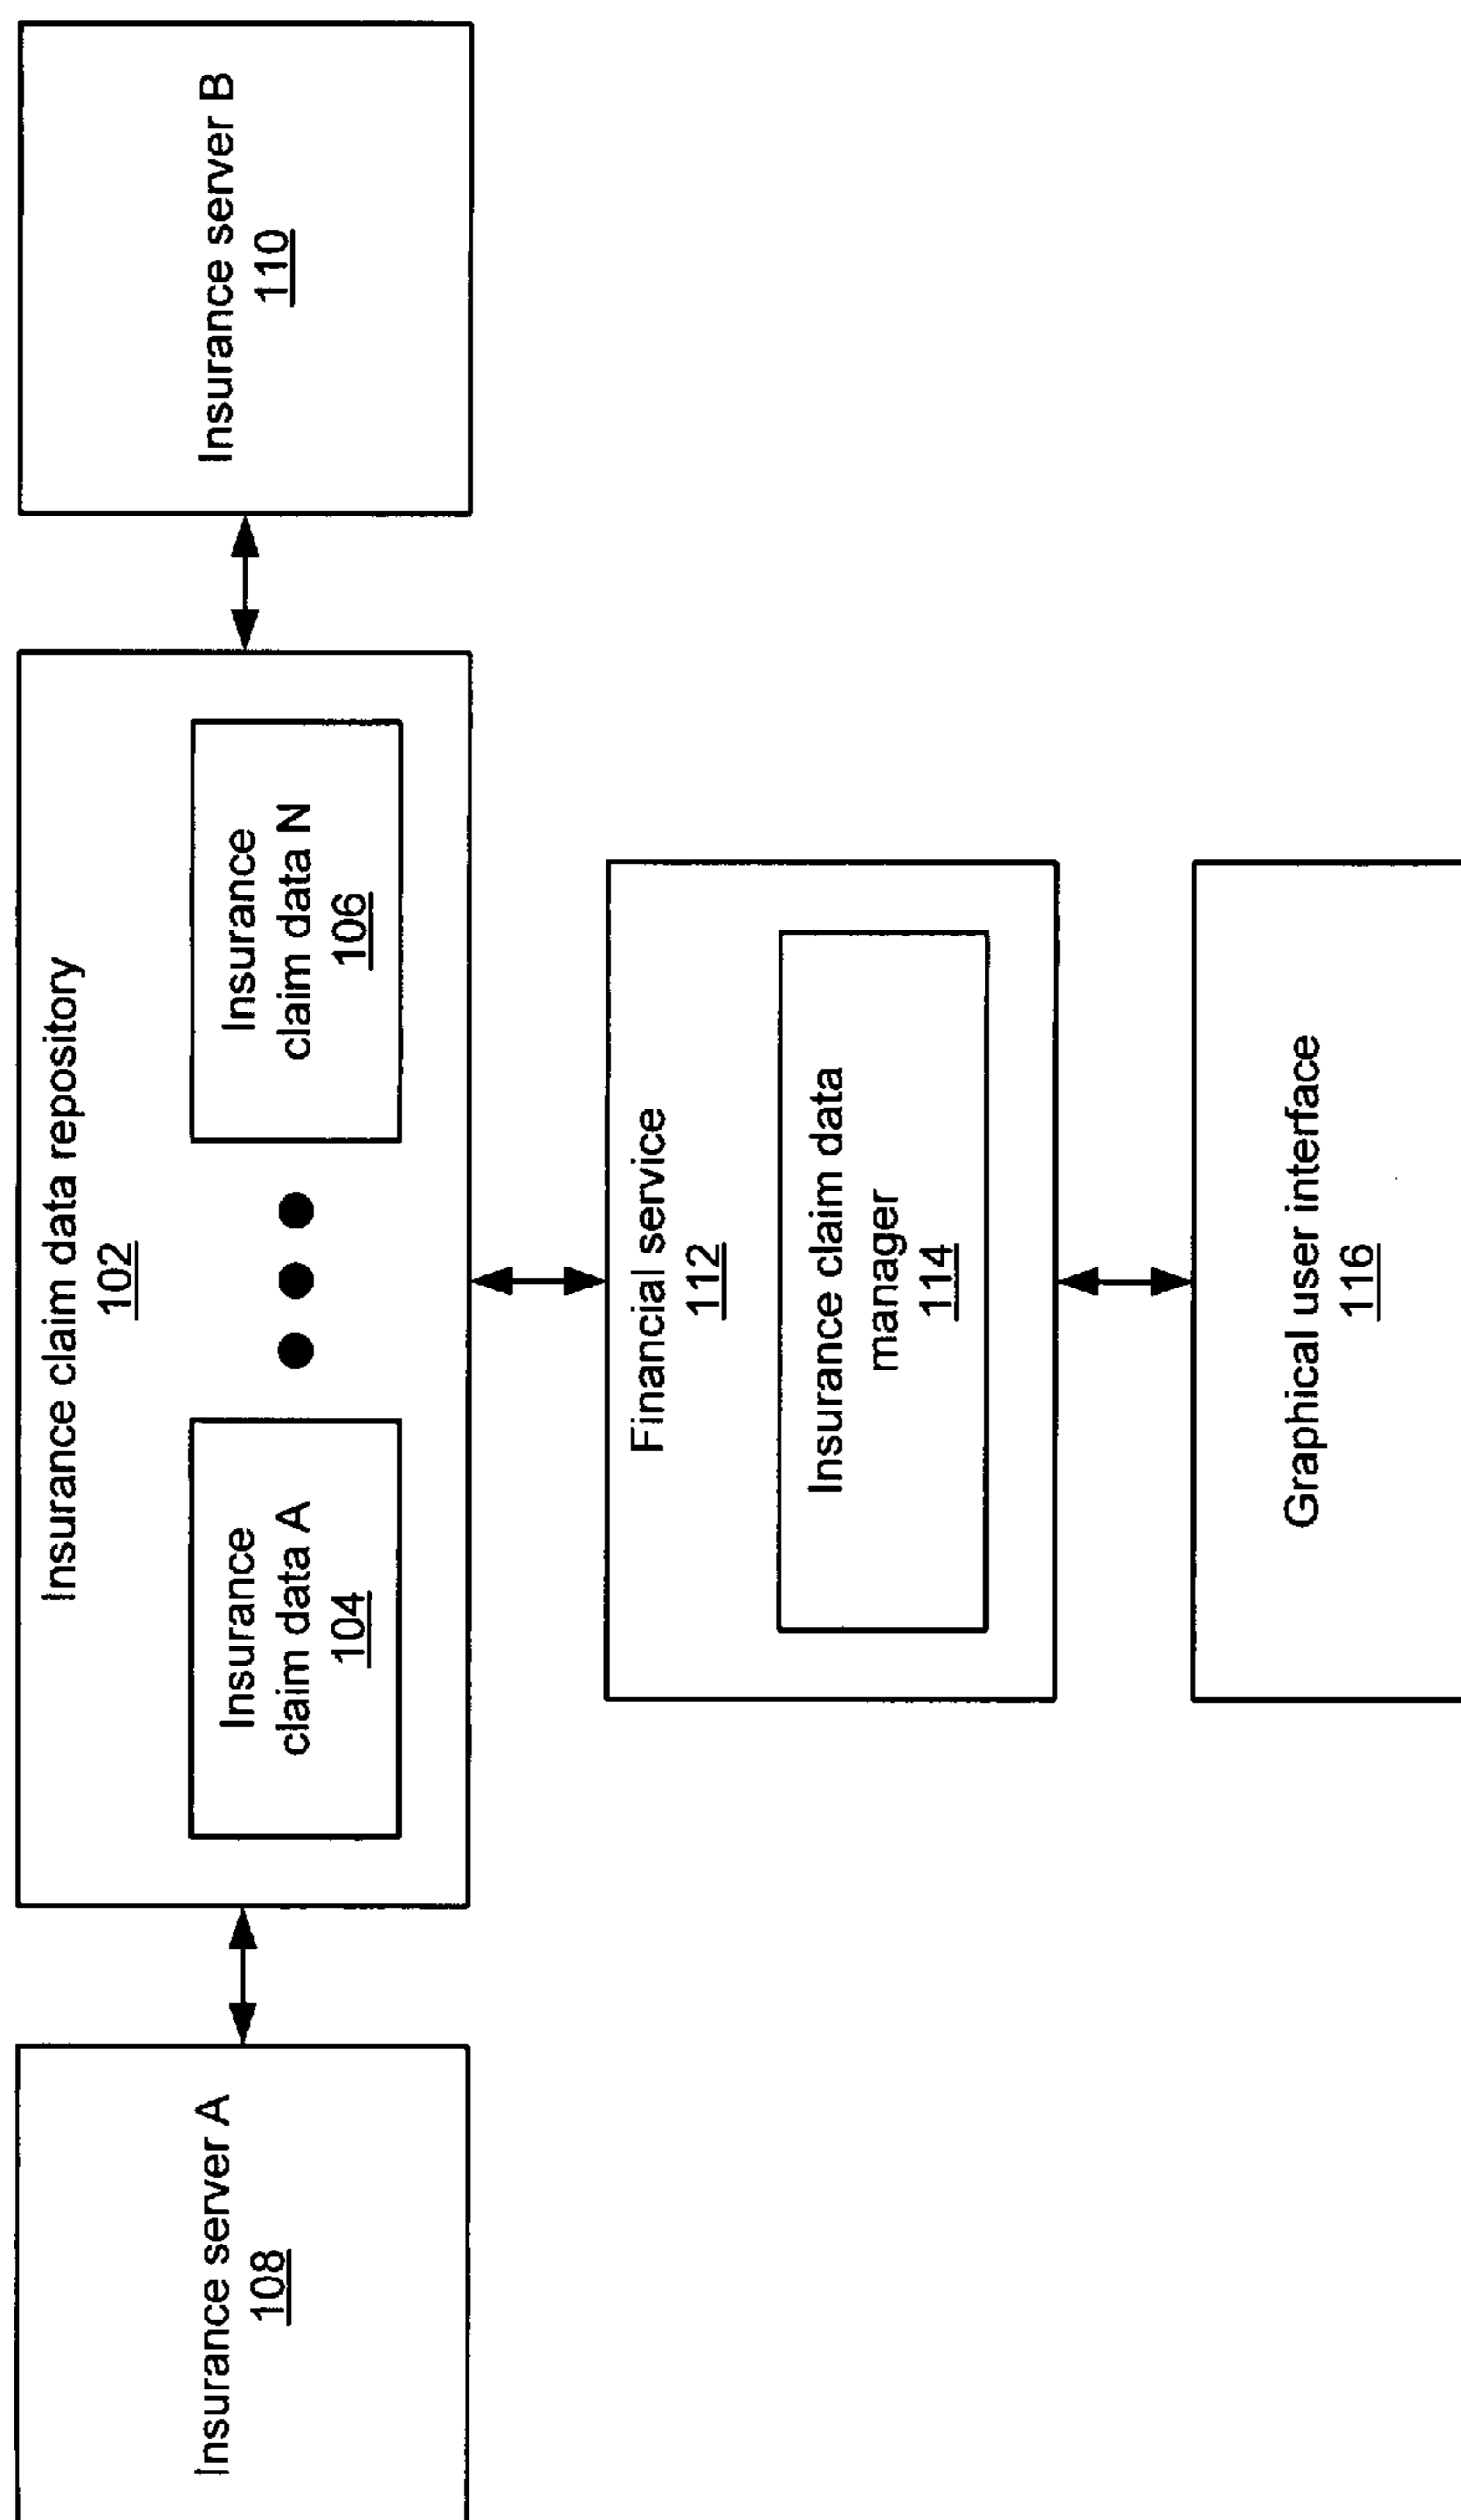 Insurance server A
108
Insurance claim data repository
102
Insurance
claim data A
104
Insurance
claim data N
106
Insurance server B
110
Financial service
112
Insurance claim data
manager
114
Graphical user interface
116